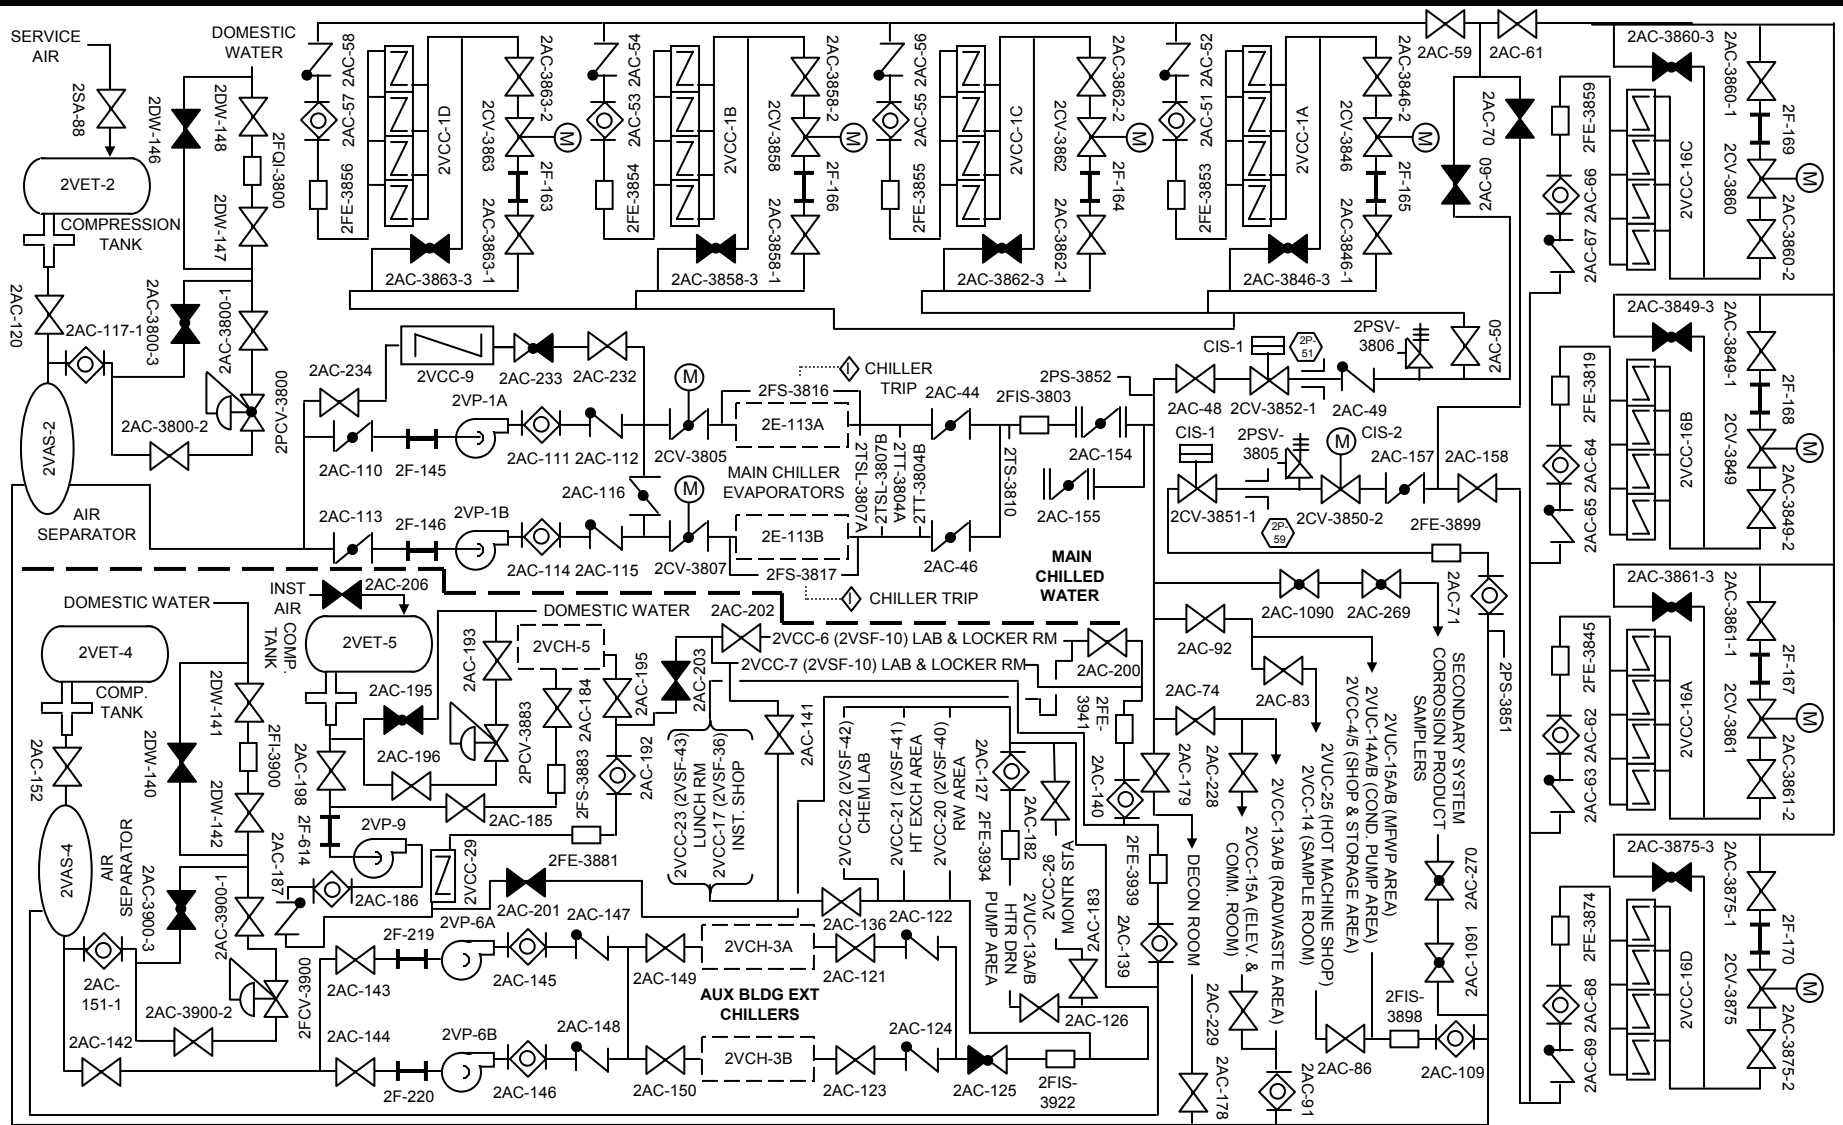 SERVICE
AIR
2SA-88
2VET-2
COMPRESSION
TANK
2AC-120
2AC-117-1
2VAS-2
AIR
SEPARATOR
DOMESTIC
WATER
2DW-146
2DW-148
2FQI-3800
2DW-147
2AC-3800-3
2AC-3800-1
2PCV-3800
2AC-3800-2
2AC-58
2AC-57
2FE-3856
2VCC-1D
2AC-3863-2
2CV-3863
M
2F-163
2AC-3863-1
2AC-3863-3
2AC-54
2AC-53
2FE-3854
2VCC-1B
2AC-3858-2
2CV-3858
M
2F-166
2AC-3858-1
2AC-3858-3
2AC-56
2AC-55
2FE-3855
2VCC-1C
2AC-3862-2
2CV-3862
M
2F-164
2AC-3862-1
2AC-3862-3
2AC-52
2AC-51
2FE-3853
2VCC-1A
2AC-3846-2
2CV-3846
M
2F-165
2AC-3846-1
2AC-3846-3
2AC-59
2AC-61
2AC-70
2AC-60
2AC-50
2AC-3860-3
2AC-3860-1
2F-169
2FE-3859
2AC-66
2AC-67
2VCC-16C
2CV-3860
M
2AC-3860-2
2AC-3849-3
2AC-3849-1
2F-168
2FE-3819
2AC-64
2AC-65
2VCC-16B
2CV-3849
M
2AC-3849-2
2AC-3861-3
2AC-3861-1
2F-167
2FE-3845
2AC-62
2AC-63
2VCC-16A
2CV-3861
M
2AC-3861-2
2AC-3875-3
2AC-3875-1
2F-170
2FE-3874
2AC-68
2AC-69
2VCC-16D
2CV-3875
M
2AC-3875-2
2AC-234
2VCC-9
2AC-233
2AC-232
2VP-1A
2AC-110
2F-145
2AC-111
2AC-112
M
2CV-3805
2FS-3816
CHILLER
TRIP
I
2E-113A
MAIN CHILLER
EVAPORATORS
2AC-116
M
2AC-113
2F-146
2VP-1B
2AC-114
2AC-115
2CV-3807
2E-113B
2FS-3817
I
CHILLER TRIP
2TSL-3807A
2TSL-3807B
2TT-3804A
2TT-3804B
2AC-44
2AC-46
2TS-3810
2FIS-3803
2PS-3852
2AC-154
2AC-155
MAIN
CHILLED
WATER
2AC-48
CIS-1
2CV-3852-1
2P-
51
2AC-49
2PSV-
3806
CIS-1
2CV-3851-1
2PSV-
3805
2P-
59
M
CIS-2
2CV-3850-2
2AC-157
2AC-158
2FE-3899
2AC-71
2PS-3851
2AC-1090
2AC-269
SECONDARY SYSTEM
CORROSION PRODUCT
SAMPLERS
2AC-270
2AC-1091
2AC-92
2AC-83
2AC-74
2AC-179
2AC-228
DECON ROOM
2VCC-15A (ELEV. &
COMM. ROOM)
2VCC-13A/B (RADWASTE AREA)
2VCC-14 (SAMPLE ROOM)
2VUC-25 (HOT MACHINE SHOP)
2VCC-4/5 (SHOP & STORAGE AREA)
2VUC-14A/B (COND. PUMP AREA)
2VUC-15A/B (MFWP AREA)
2AC-229
2AC-178
2AC-91
2AC-86
2FIS-
3898
2AC-109
DOMESTIC WATER
2VET-4
COMP.
TANK
2AC-152
2VAS-4
AIR
SEPARATOR
2AC-
151-1
2AC-142
2DW-141
2FI-3900
2DW-140
2DW-142
2AC-3900-3
2AC-3900-1
2AC-3900-2
2FCV-3900
INST
AIR
2AC-206
COMP.
TANK
2VET-5
2AC-195
2AC-196
2AC-198
2F-614
2VP-9
2AC-187
2AC-186
2AC-185
2AC-193
2PCV-3883
DOMESTIC WATER
2VCH-5
2AC-184
2FS-3883
2AC-195
2AC-192
2AC-203
2AC-202
2VCC-6 (2VSF-10) LAB & LOCKER RM
2VCC-7 (2VSF-10) LAB & LOCKER RM
2AC-200
2VCC-29
2FE-3881
2AC-201
2VCC-23 (2VSF-43)
LUNCH RM
2VCC-17 (2VSF-36)
INST. SHOP
2AC-141
2VCC-22 (2VSF-42)
CHEM LAB
2VCC-21 (2VSF-41)
HT EXCH AREA
2VCC-20 (2VSF-40)
RW AREA
2AC-127
2FE-3934
2AC-182
MONTR STA
2VCC-26
2VUC-13A/B
HTR DRN
PUMP AREA
2AC-183
2AC-126
2FE-
3941
2AC-140
2FE-3939
2AC-139
2AC-143
2F-219
2VP-6A
2AC-145
2AC-147
2AC-149
2VCH-3A
2AC-136
2AC-121
2AC-122
AUX BLDG EXT
CHILLERS
2AC-144
2F-220
2VP-6B
2AC-146
2AC-148
2AC-150
2VCH-3B
2AC-123
2AC-124
2AC-125
2FIS-
3922